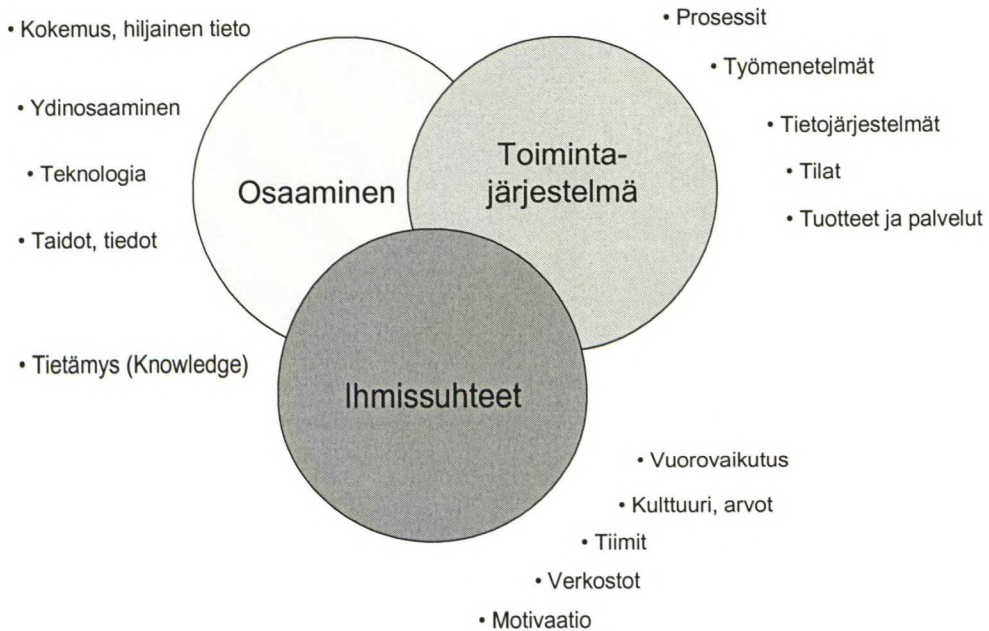 • Kokemus, hiljainen tieto
• Ydinosaaminen
• Teknologia
• Taidot, tiedot
• Tietämys (Knowledge)
Osaaminen
Toiminta-
järjestelmä
Ihmissuhteet
• Prosessit
• Työmenetelmät
• Tietojärjestelmät
• Tilat
• Tuotteet ja palvelut
• Vuorovaikutus
• Kulttuuri, arvot
• Tiimit
• Verkostot
• Motivaatio